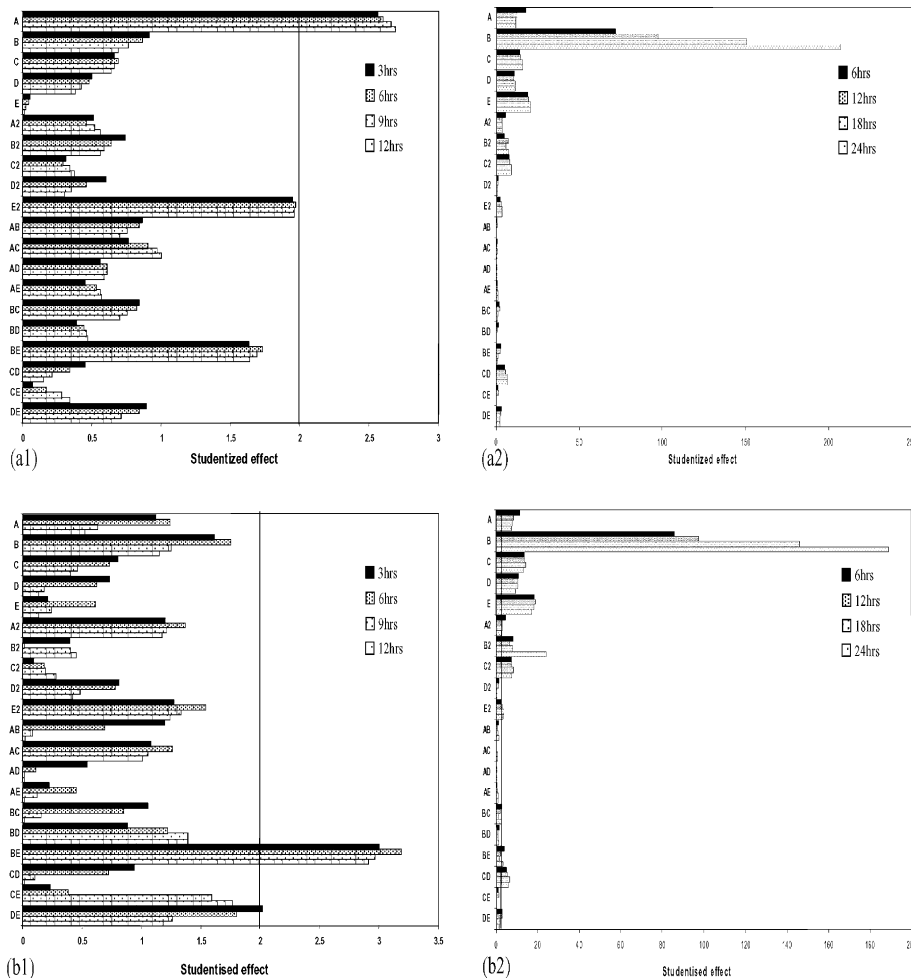 A
B
C
D
E
A2
B2
C2
D2
E2
AB
AC
AD
AE
BC
BD
BE
CD
CE
DE
3hrs
6hrs
9hrs
12hrs
0 0.5 1 1.5 2 2.5 3
Studentized effect
(a1)
A
B
C
D
E
A2
B2
C2
D2
E2
AB
AC
AD
AE
BC
BD
BE
CD
CE
DE
6hrs
12hrs
18hrs
24hrs
0 50 100 150 200
Studentized effect
(a2)
A
B
C
D
E
A2
B2
C2
D2
E2
AB
AC
AD
AE
BC
BD
BE
CD
CE
DE
3hrs
6hrs
9hrs
12hrs
0 0.5 1 1.5 2 2.5 3 3.5
Studentised effect
(b1)
A
B
C
D
E
A2
B2
C2
D2
E2
AB
AC
AD
AE
BC
BD
BE
CD
CE
DE
6hrs
12hrs
18hrs
24hrs
0 20 40 60 80 100 120 140 160 180
Studentised effect
(b2)